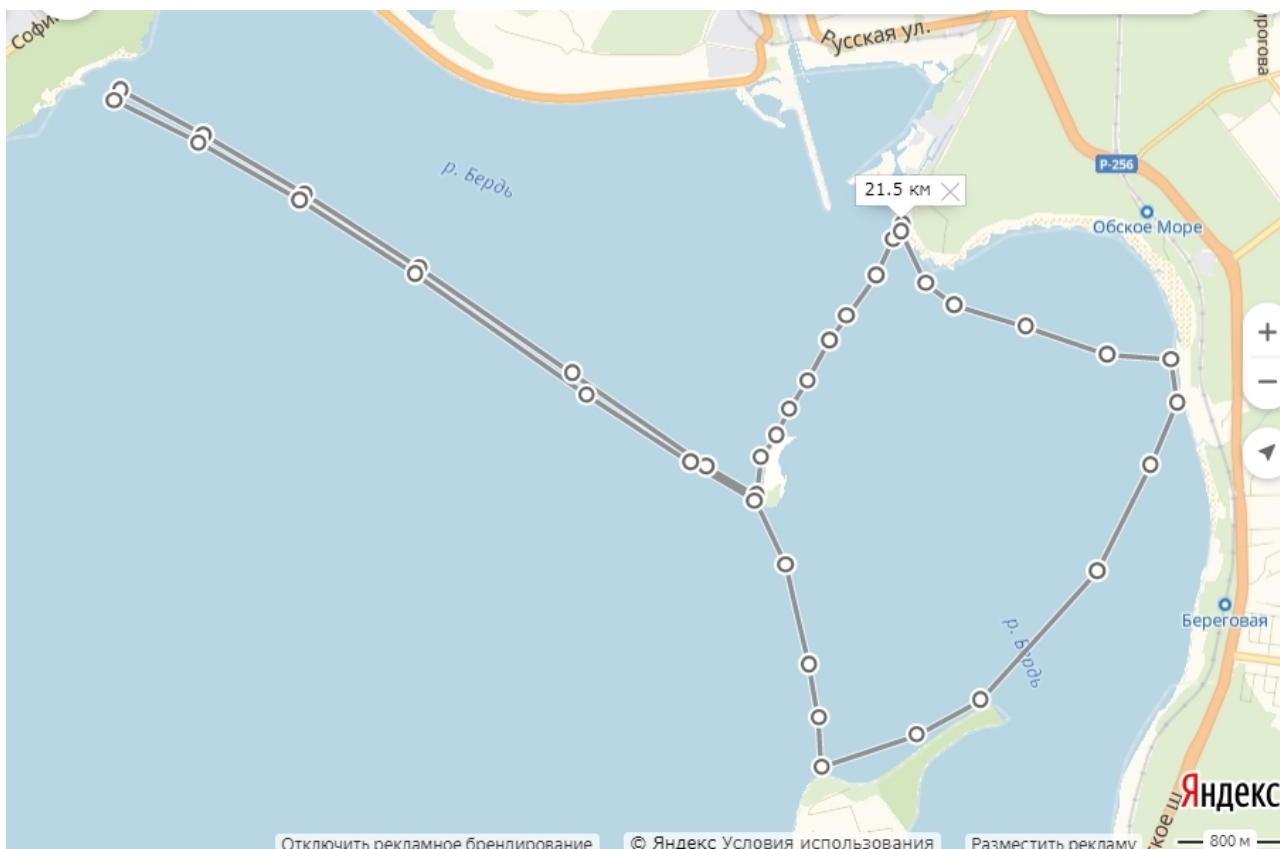 Русская ул.
р. Бердь
P-256
21.5 км
Обское Море
+
−
Береговая
р. Бердь
Яндекс
Отключить рекламное брендирование
© Яндекс Условия использования
Разместить рекламу
800 м